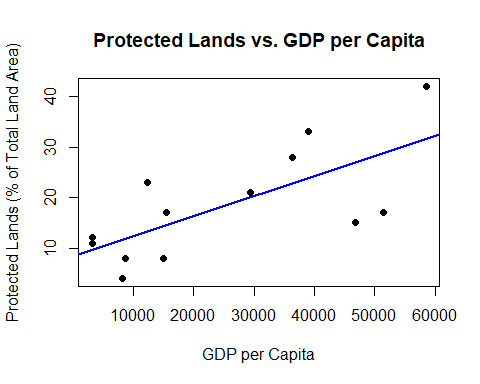 Protected Lands vs. GDP per Capita
Protected Lands (% of Total Land Area)
40
30
20
10
10000 20000 30000 40000 50000 60000
GDP per Capita